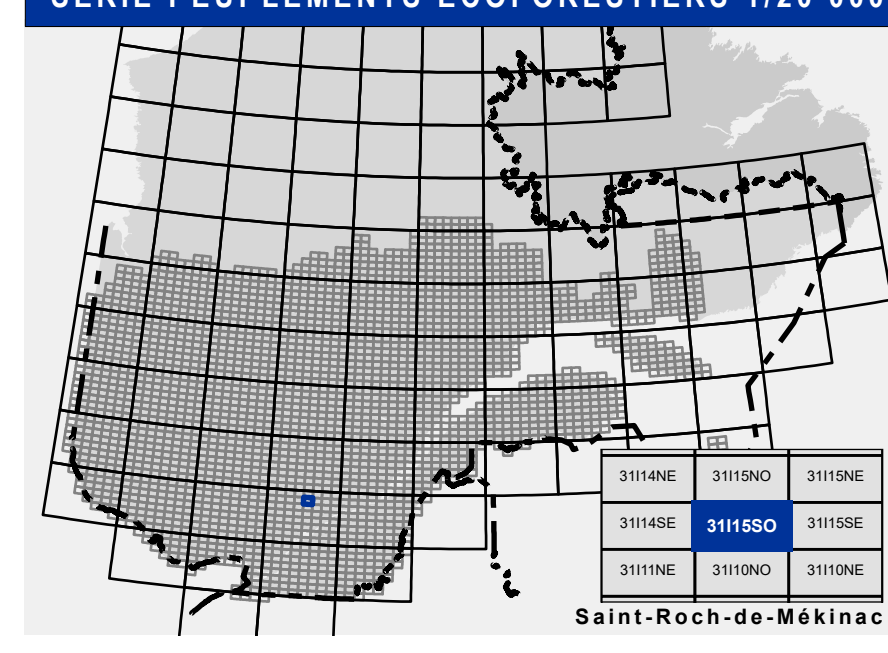 SÉRIE PEUPLEMENTS ÉCOFORESTIERS 1/20 000
31I14NE 31I15NO 31I15NE
31I14SE 31I15SO 31I15SE
31I11NE 31I10NO 31I10NE
Saint-Roch-de-Mékinac